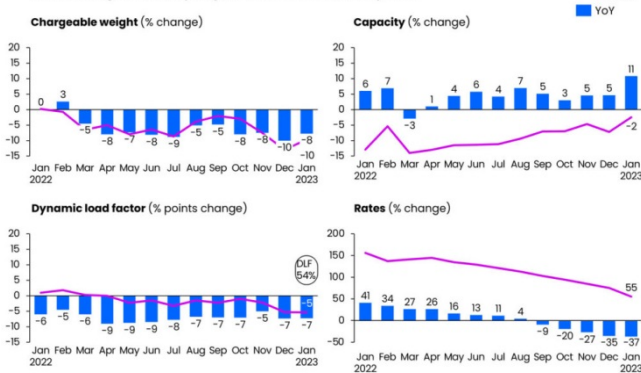 YoY
Chargeable weight (% change)
20
15
10
5
0
-5
-10
-15
0 3 -5 -8 -7 -8 -9 -5 -5 -8 -8 -10 -8
-10
Jan Feb Mar Apr May Jun Jul Aug Sep Oct Nov Dec Jan
2022 2023
Capacity (% change)
20
15
10
5
0
-5
-10
-15
6 7 -3 1 4 6 4 7 5 3 5 5 11
-2
Jan Feb Mar Apr May Jun Jul Aug Sep Oct Nov Dec Jan
2022 2023
Dynamic load factor (% points change)
20
15
10
5
0
-5
-10
-15
DLF
54%
-5
-6 -5 -6 -9 -9 -9 -8 -7 -7 -7 -5 -7 -7
Jan Feb Mar Apr May Jun Jul Aug Sep Oct Nov Dec Jan
2022 2023
Rates (% change)
200
150
100
50
0
-50
55
41 34 27 26 16 13 11 4 -9 -20 -27 -35 -37
Jan Feb Mar Apr May Jun Jul Aug Sep Oct Nov Dec Jan
2022 2023